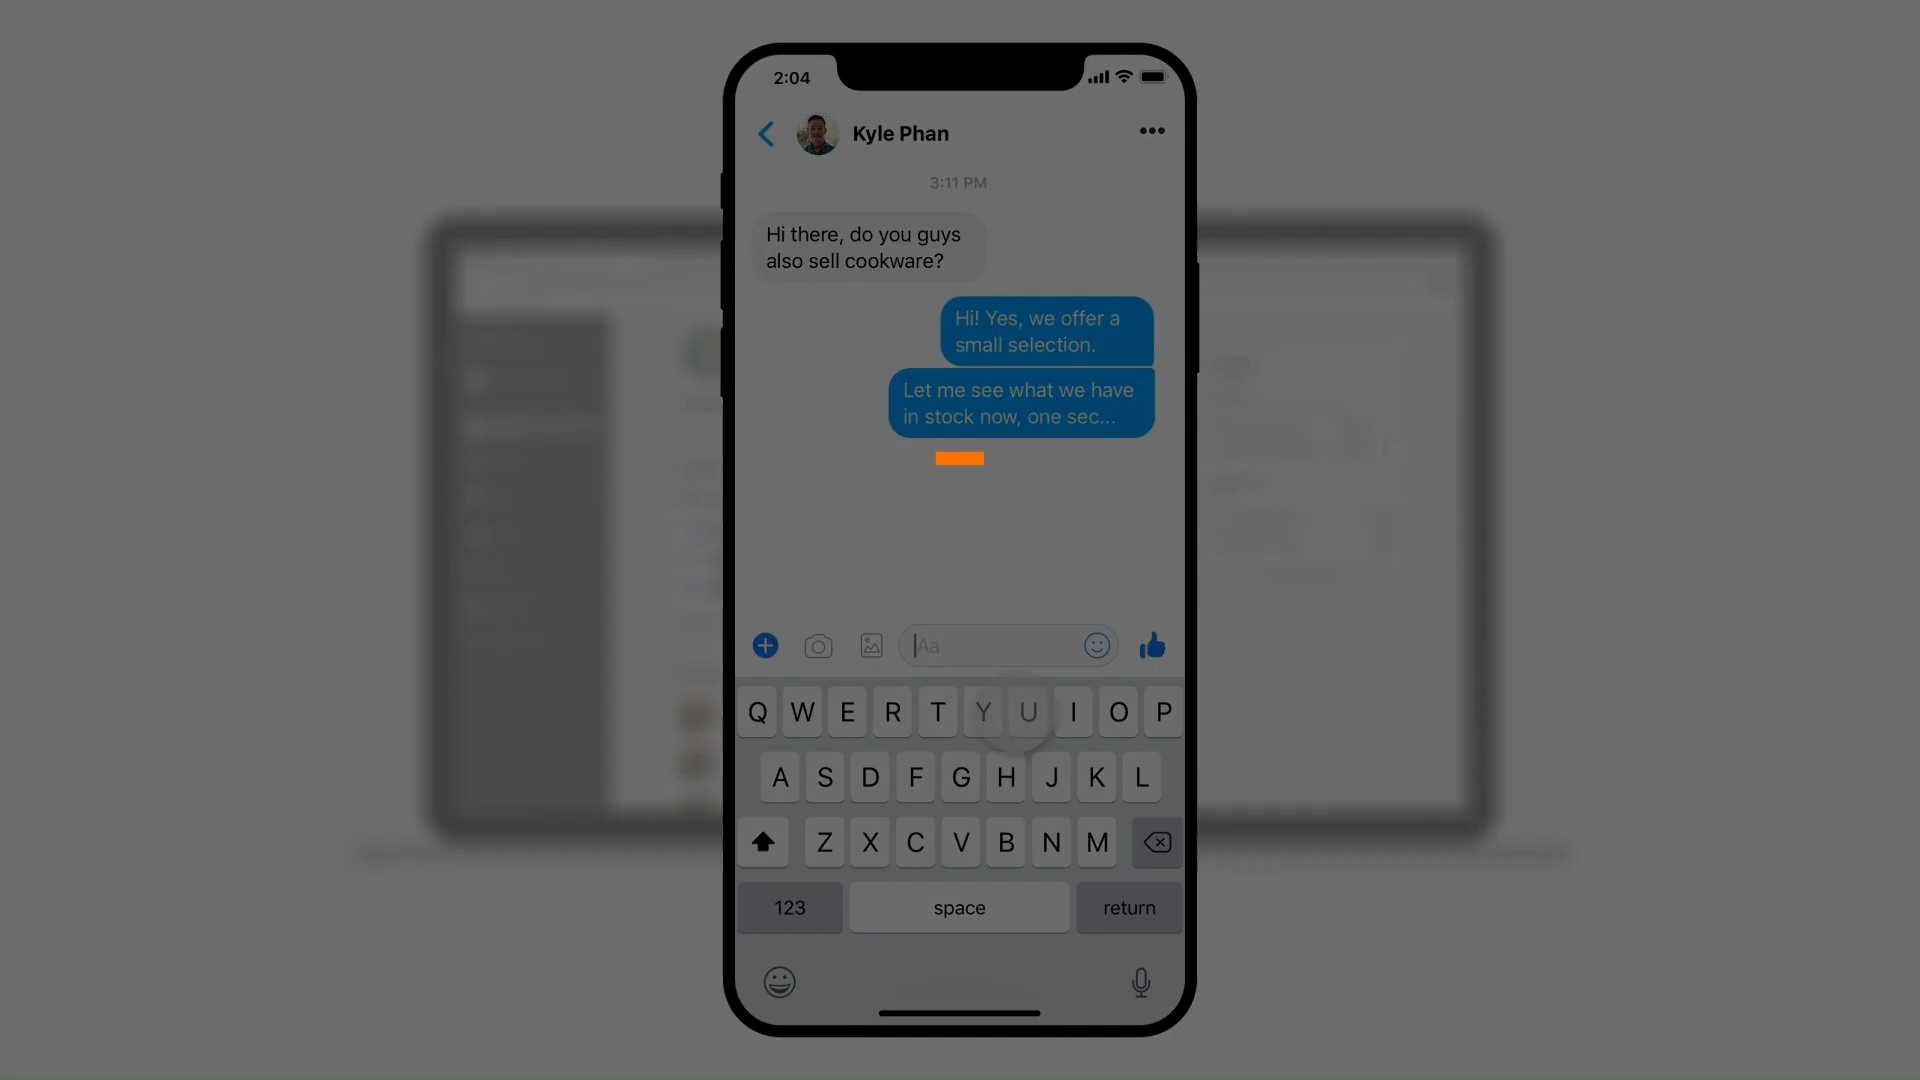 2:04
Kyle Phan
3:11 PM
Hi there, do you guys
also sell cookware?
Hi! Yes, we offer a
small selection.
Let me see what we have
in stock now, one sec...
Aa
Q W E R T Y U I O P
A S D F G H J K L
Z X C V B N M
123 space return